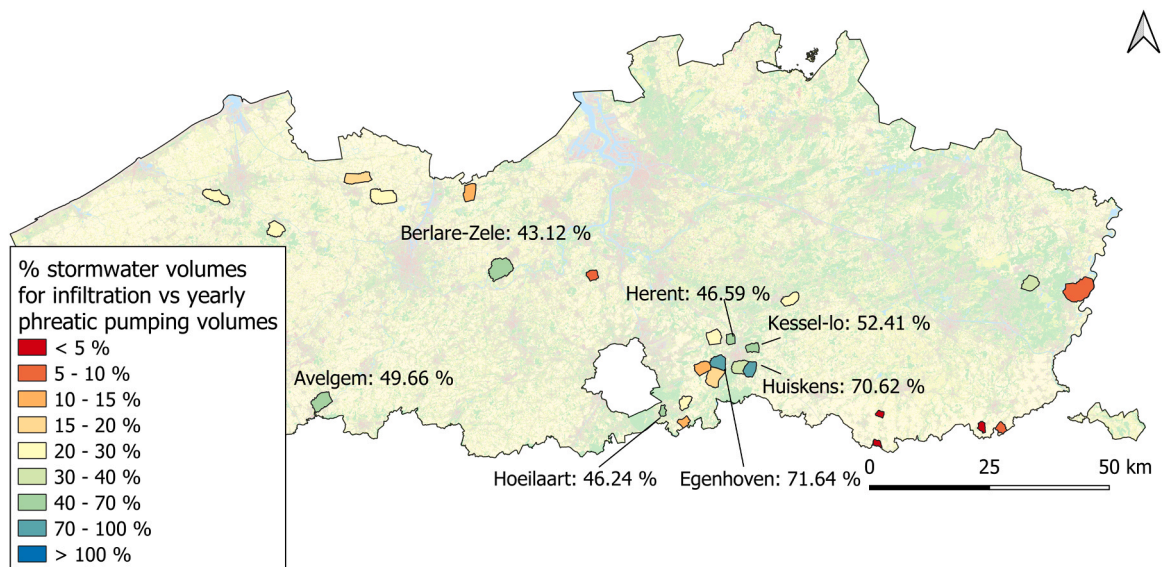 Berlare-Zele: 43.12 %
Herent: 46.59 %
Kessel-lo: 52.41 %
Avelgem: 49.66 %
Huiskens: 70.62 %
Hoeilaart: 46.24 %
Egenhoven: 71.64 %
% stormwater volumes
for infiltration vs yearly
phreatic pumping volumes
< 5 %
5 - 10 %
10 - 15 %
15 - 20 %
20 - 30 %
30 - 40 %
40 - 70 %
70 - 100 %
> 100 %
0 25 50 km